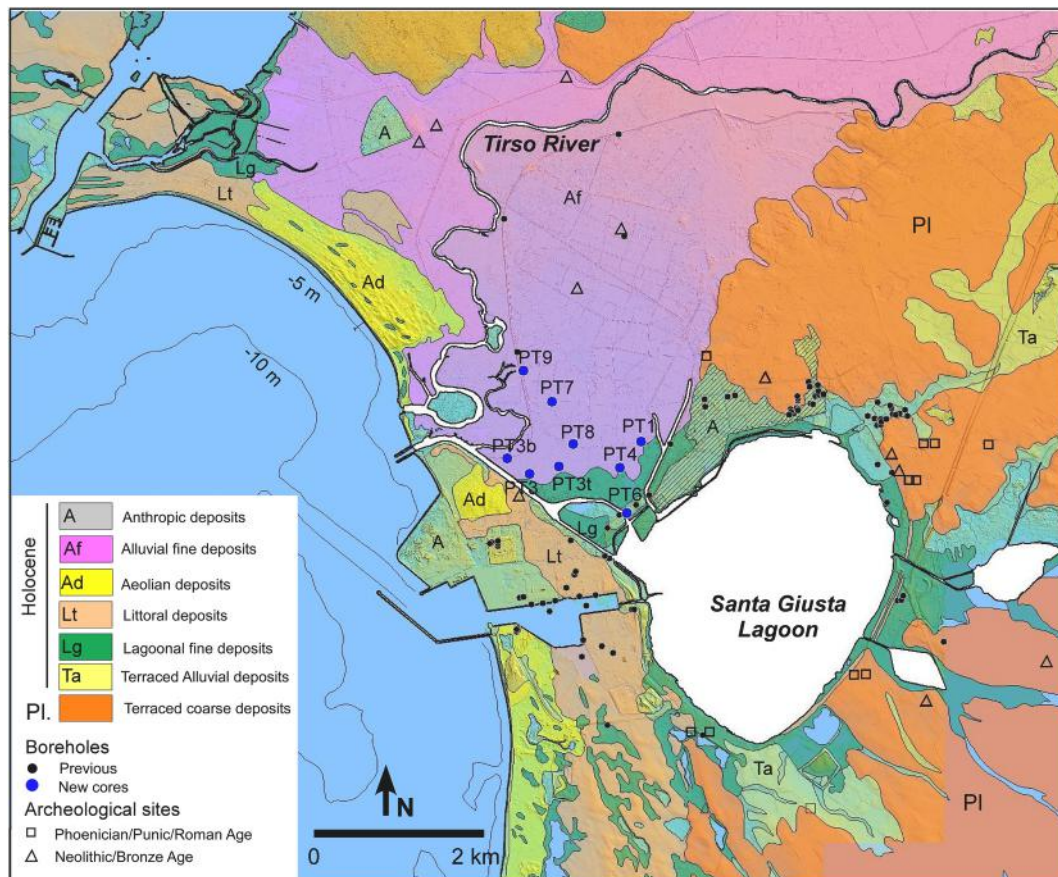 A
Tirso River
Lg
Lt
Af
Pl
Ad
-5 m
-10 m
Ta
PT9
PT7
A
PT8
PT1
PT3b
PT4
PT3
PT3t
PT6
Ad
Lg
A
Lt
Santa Giusta
Lagoon
Ta
Pl
Holocene
A Anthropic deposits
Af Alluvial fine deposits
Ad Aeolian deposits
Lt Littoral deposits
Lg Lagoonal fine deposits
Ta Terraced Alluvial deposits
Pl. Terraced coarse deposits
Boreholes
Previous
New cores
Archeological sites
Phoenician/Punic/Roman Age
Neolithic/Bronze Age
N
0 2 km